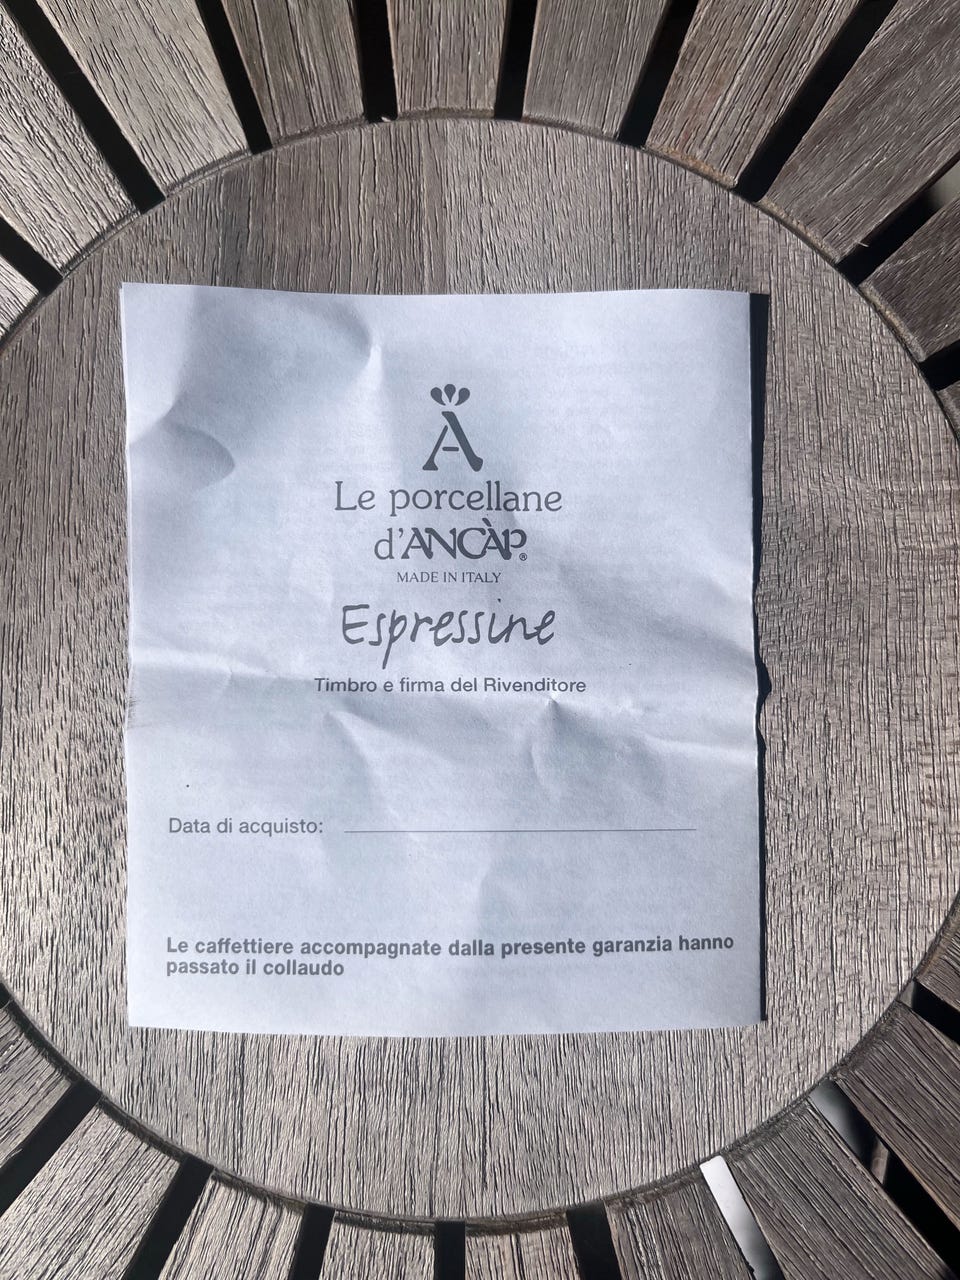 A
Le porcellane
d'ANCÀP®
MADE IN ITALY
Espressine
Timbro e firma del Rivenditore
Data di acquisto:
Le caffettiere accompagnate dalla presente garanzia hanno
passato il collaudo